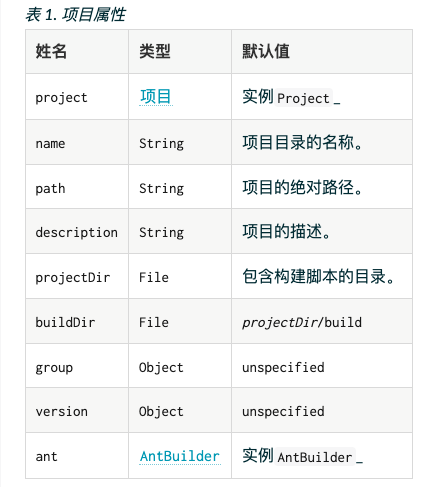 表 1. 项目属性
姓名 类型 默认值
project 项目 实例 Project_
name String 项目目录的名称。
path String 项目的绝对路径。
description String 项目的描述。
projectDir File 包含构建脚本的目录。
buildDir File projectDir/build
group Object unspecified
version Object unspecified
ant AntBuilder 实例 AntBuilder_